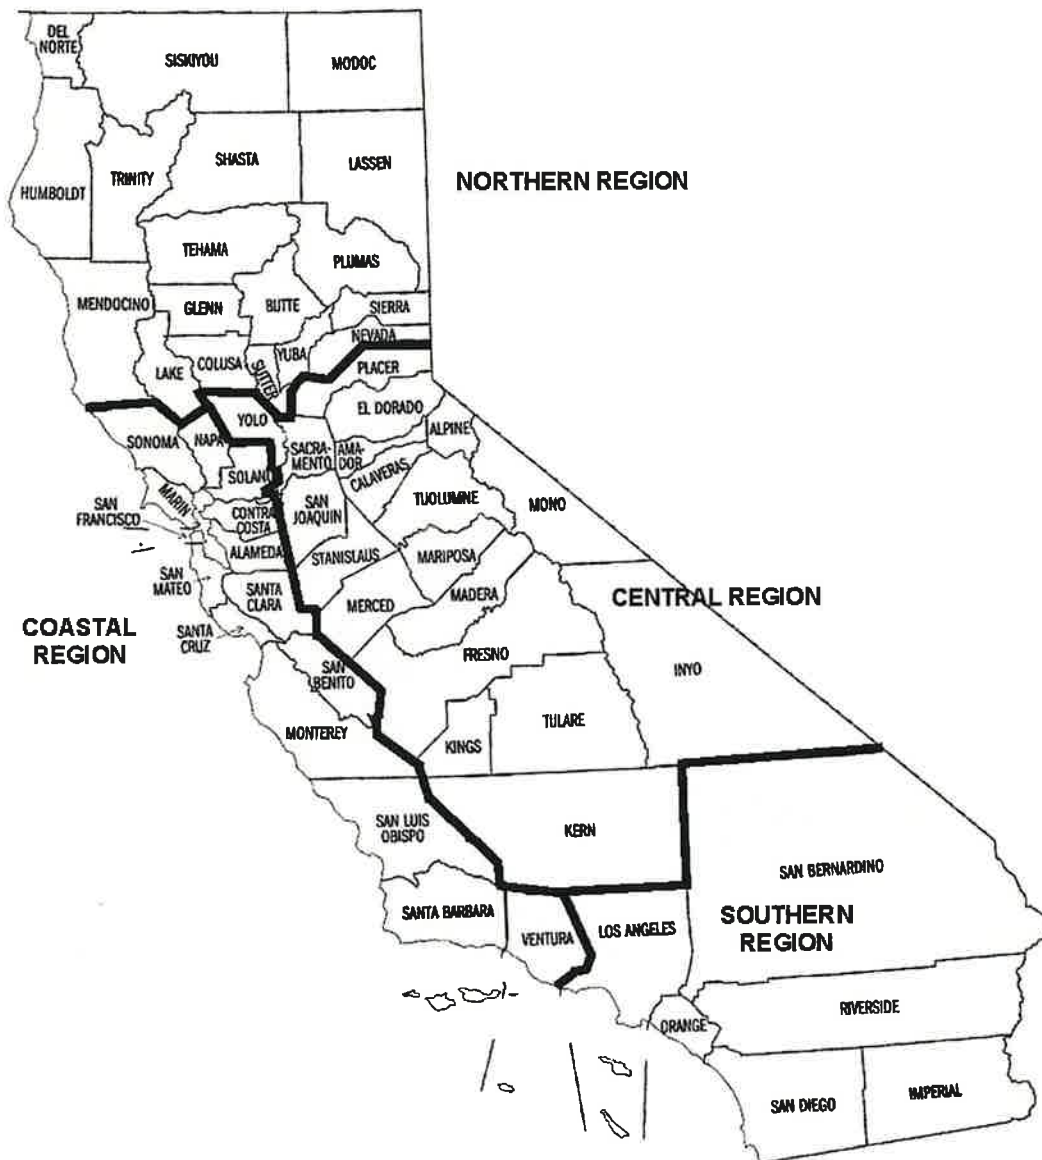 DEL
NORTE
SISKIYOU
MODOC
HUMBOLDT
TRINITY
SHASTA
LASSEN
NORTHERN REGION
TEHAMA
PLUMAS
MENDOCINO
GLENN
BUTTE
SIERRA
NEVADA
LAKE
COLUSA
SUTTER
YUBA
PLACER
EL DORADO
SONOMA
NAPA
YOLO
SACRA-
MENTO
AMA-
DOR
ALPINE
SOLANO
CALAVERAS
MARIN
SAN
FRANCISCO
CONTRA
COSTA
SAN
JOAQUIN
TUOLUMNE
MONO
ALAMEDA
STANISLAUS
MARIPOSA
SAN
MATEO
SANTA
CLARA
MERCED
MADERA
CENTRAL REGION
COASTAL
REGION
SANTA
CRUZ
SAN
BENITO
FRESNO
INYO
MONTEREY
KINGS
TULARE
SAN LUIS
OBISPO
KERN
SAN BERNARDINO
SANTA BARBARA
VENTURA
LOS ANGELES
SOUTHERN
REGION
RIVERSIDE
ORANGE
SAN DIEGO
IMPERIAL